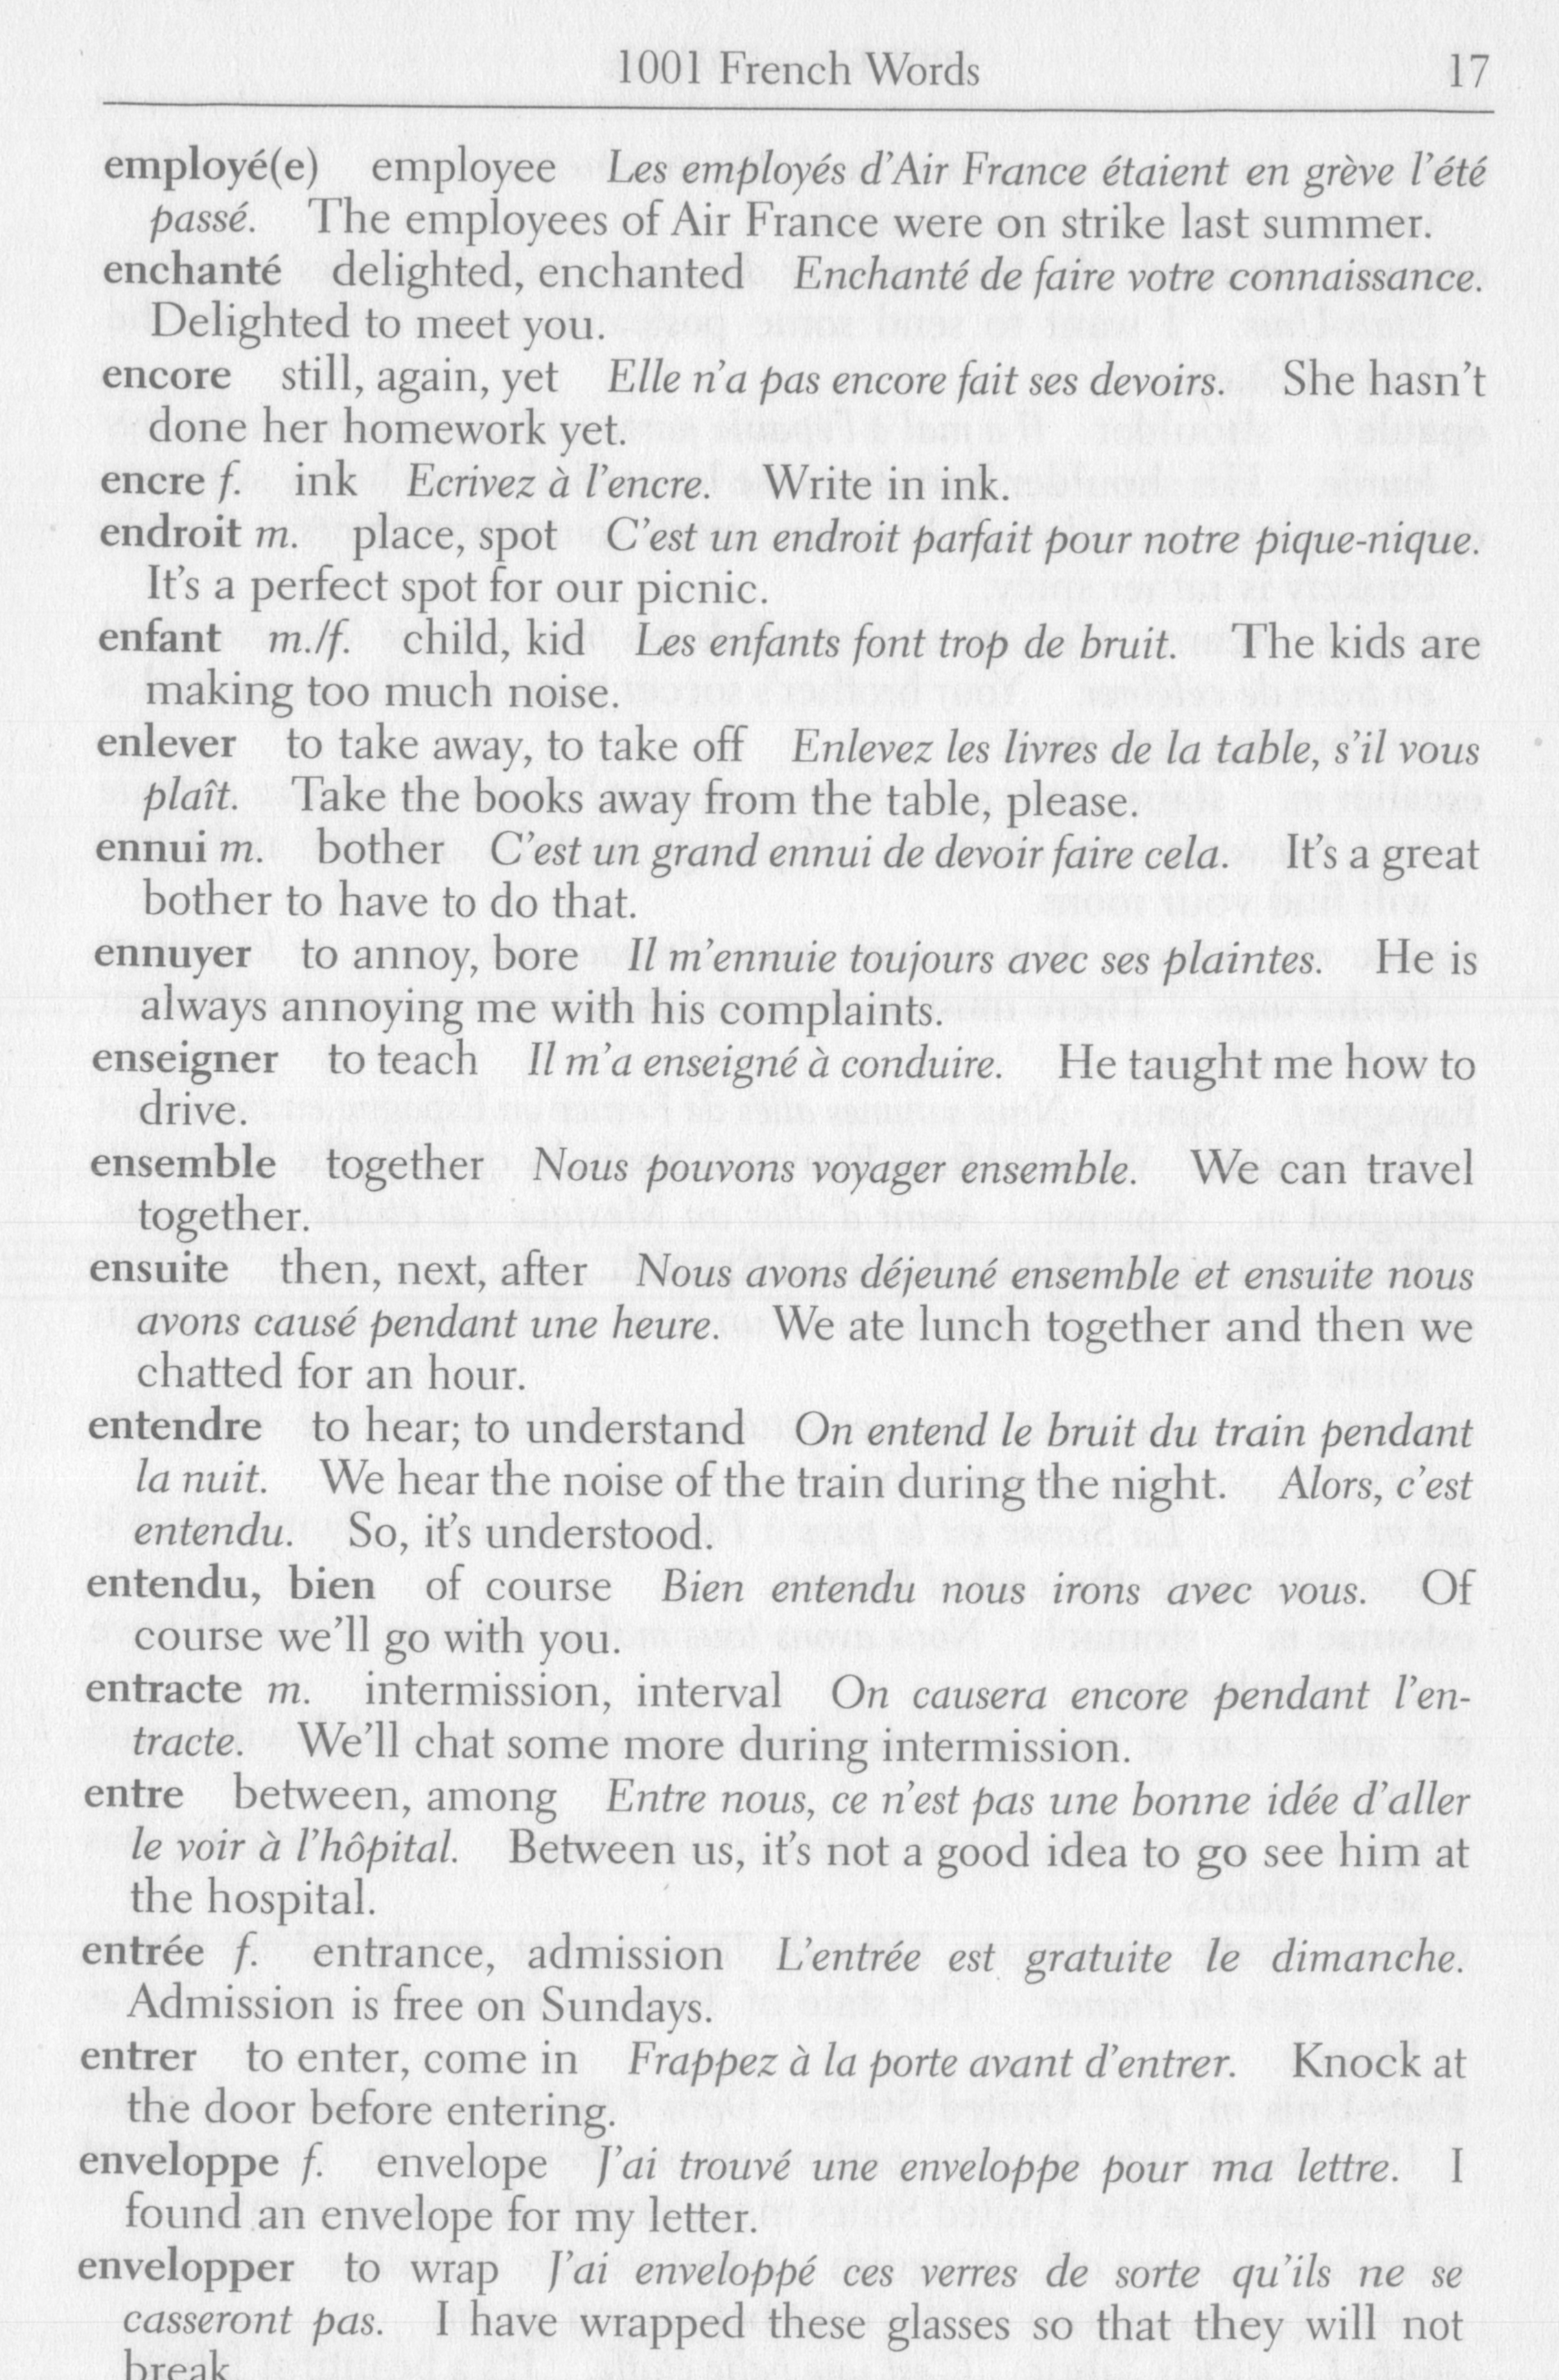 1001 French Words 17
employé(e) employee Les employés d'Air France étaient en grève l'été
passé. The employees of Air France were on strike last summer.
enchanté delighted, enchanted Enchanté de faire votre connaissance.
Delighted to meet you.
encore still, again, yet Elle n'a pas encore fait ses devoirs. She hasn't
done her homework yet.
encre f. ink Ecrivez à l'encre. Write in ink.
endroit m. place, spot C'est un endroit parfait pour notre pique-nique.
It's a perfect spot for our picnic.
enfant m./f. child, kid Les enfants font trop de bruit. The kids are
making too much noise.
enlever to take away, to take off Enlevez les livres de la table, s'il vous
plaît. Take the books away from the table, please.
ennui m. bother C'est un grand ennui de devoir faire cela. It's a great
bother to have to do that.
ennuyer to annoy, bore Il m'ennuie toujours avec ses plaintes. He is
always annoying me with his complaints.
enseigner to teach Il m'a enseigné à conduire. He taught me how to
drive.
ensemble together Nous pouvons voyager ensemble. We can travel
together.
ensuite then, next, after Nous avons déjeuné ensemble et ensuite nous
avons causé pendant une heure. We ate lunch together and then we
chatted for an hour.
entendre to hear; to understand On entend le bruit du train pendant
la nuit. We hear the noise of the train during the night. Alors, c'est
entendu. So, it's understood.
entendu, bien of course Bien entendu nous irons avec vous. Of
course we'll go with you.
entracte m. intermission, interval On causera encore pendant l'en-
tracte. We'll chat some more during intermission.
entre between, among Entre nous, ce n'est pas une bonne idée d'aller
le voir à l'hôpital. Between us, it's not a good idea to go see him at
the hospital.
entrée f. entrance, admission L'entrée est gratuite le dimanche.
Admission is free on Sundays.
entrer to enter, come in Frappez à la porte avant d'entrer. Knock at
the door before entering.
enveloppe f. envelope J'ai trouvé une enveloppe pour ma lettre. I
found an envelope for my letter.
envelopper to wrap J'ai enveloppé ces verres de sorte qu'ils ne se
casseront pas. I have wrapped these glasses so that they will not
break.